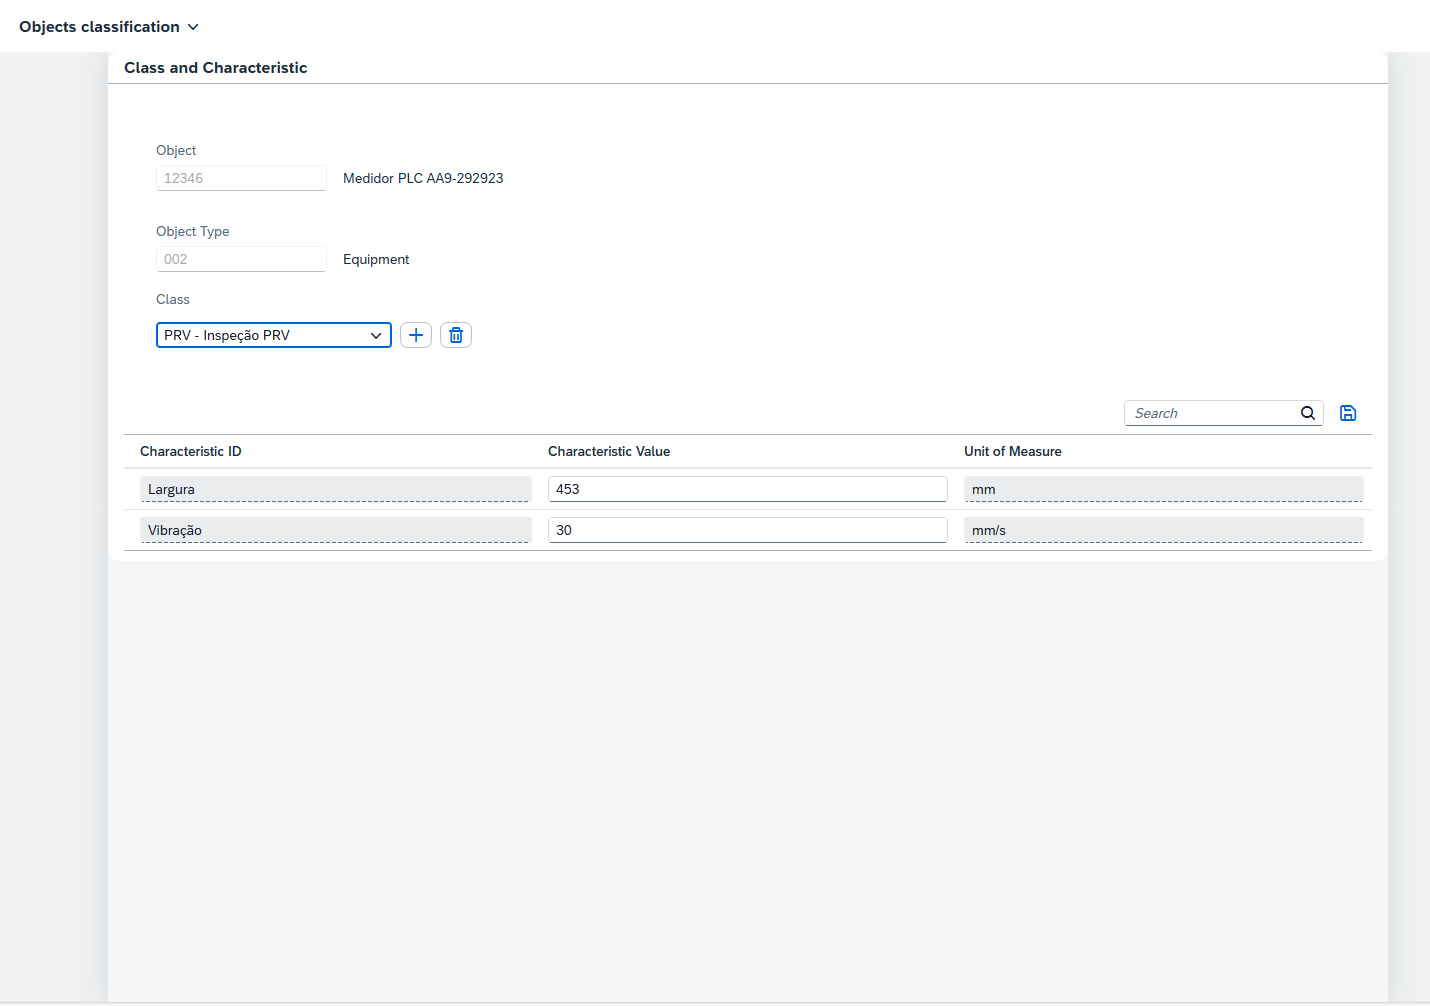 Objects classification
Class and Characteristic
Object
12346 Medidor PLC AA9-292923
Object Type
002 Equipment
Class
PRV - Inspeção PRV
Search
Characteristic ID Characteristic Value Unit of Measure
Largura 453 mm
Vibração 30 mm/s